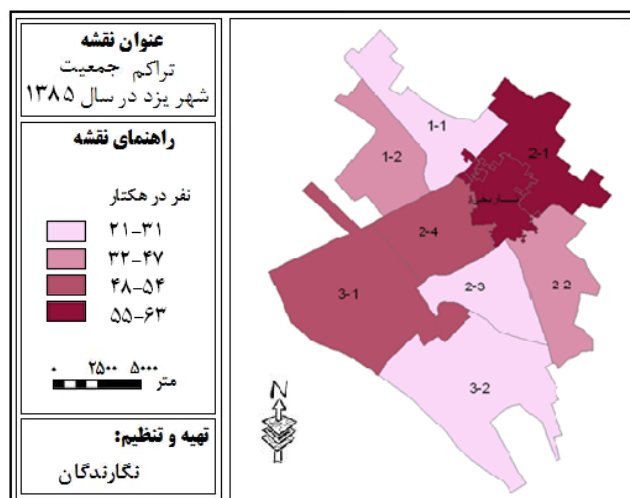 عنوان نقشه
تراکم جمعیت
شهر یزد در سال ۱۳۸۵
راهنمای نقشه
نفر در هکتار
۲۱-۳۱
۳۲-۴۷
۴۸-۵۴
۵۵-۶۳
۰ ۲۵۰۰ ۵۰۰۰
متر
تهیه و تنظیم:
نگارندگان
1-1
1-2
2-1
2-4
2-3
2-2
3-1
3-2
N